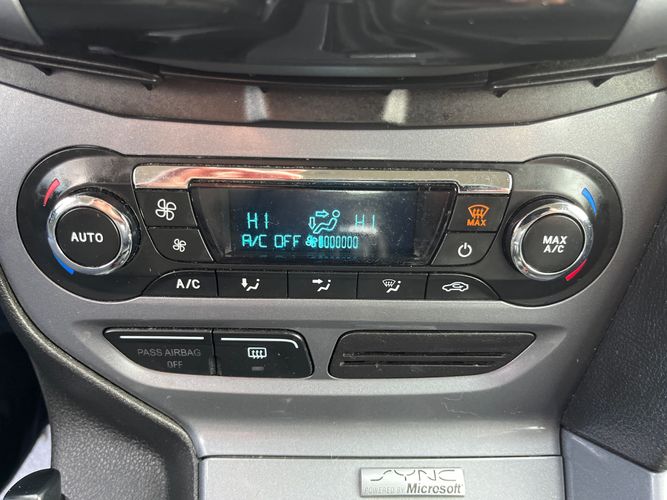 HI HI
A/C OFF
AUTO
MAX
MAX
A/C
A/C
PASS AIRBAG
OFF
SYNC
POWERED BY Microsoft